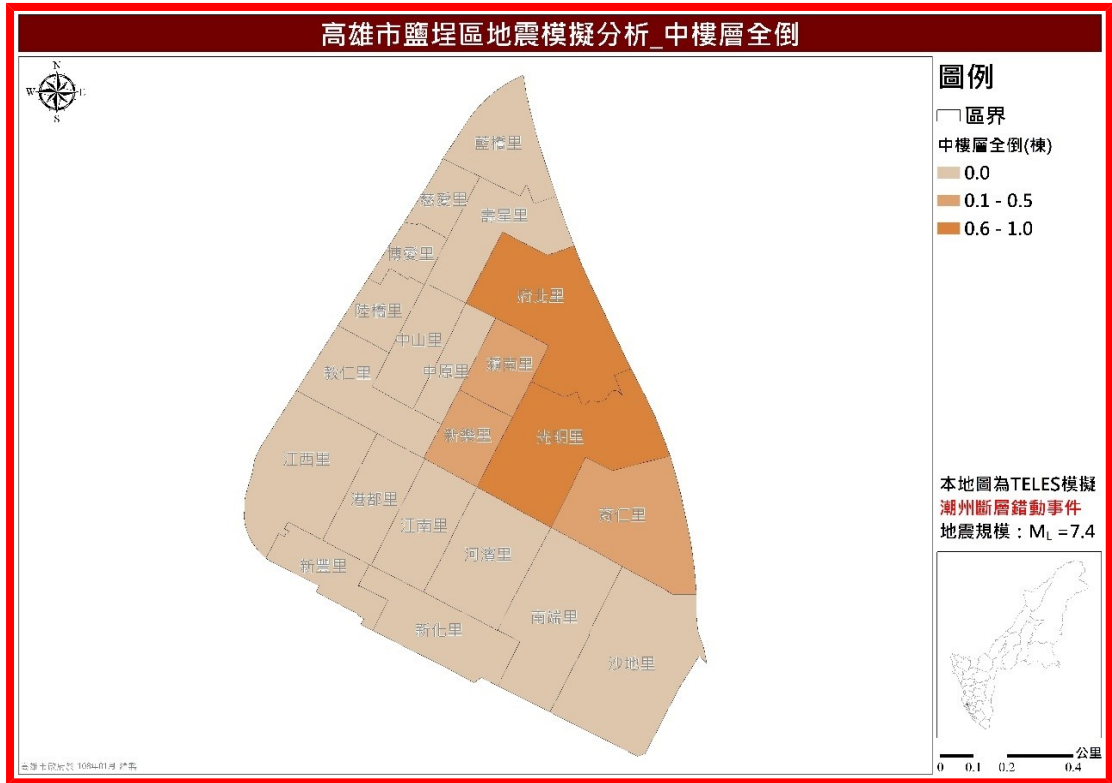 高雄市鹽埕區地震模擬分析_中樓層全倒
N
W E
S
圖例
區界
中樓層全倒(棟)
0.0
0.1 - 0.5
0.6 - 1.0
藍橋里
慈愛里
壽星里
博愛里
陸橋里
中山里
教仁里
中原里
江西里
港都里
江南里
河濱里
光明里
新豐里
新化里
南端里
沙地里
本地圖為TELES模擬
潮州斷層錯動事件
地震規模：ML =7.4
公里
0 0.1 0.2 0.4